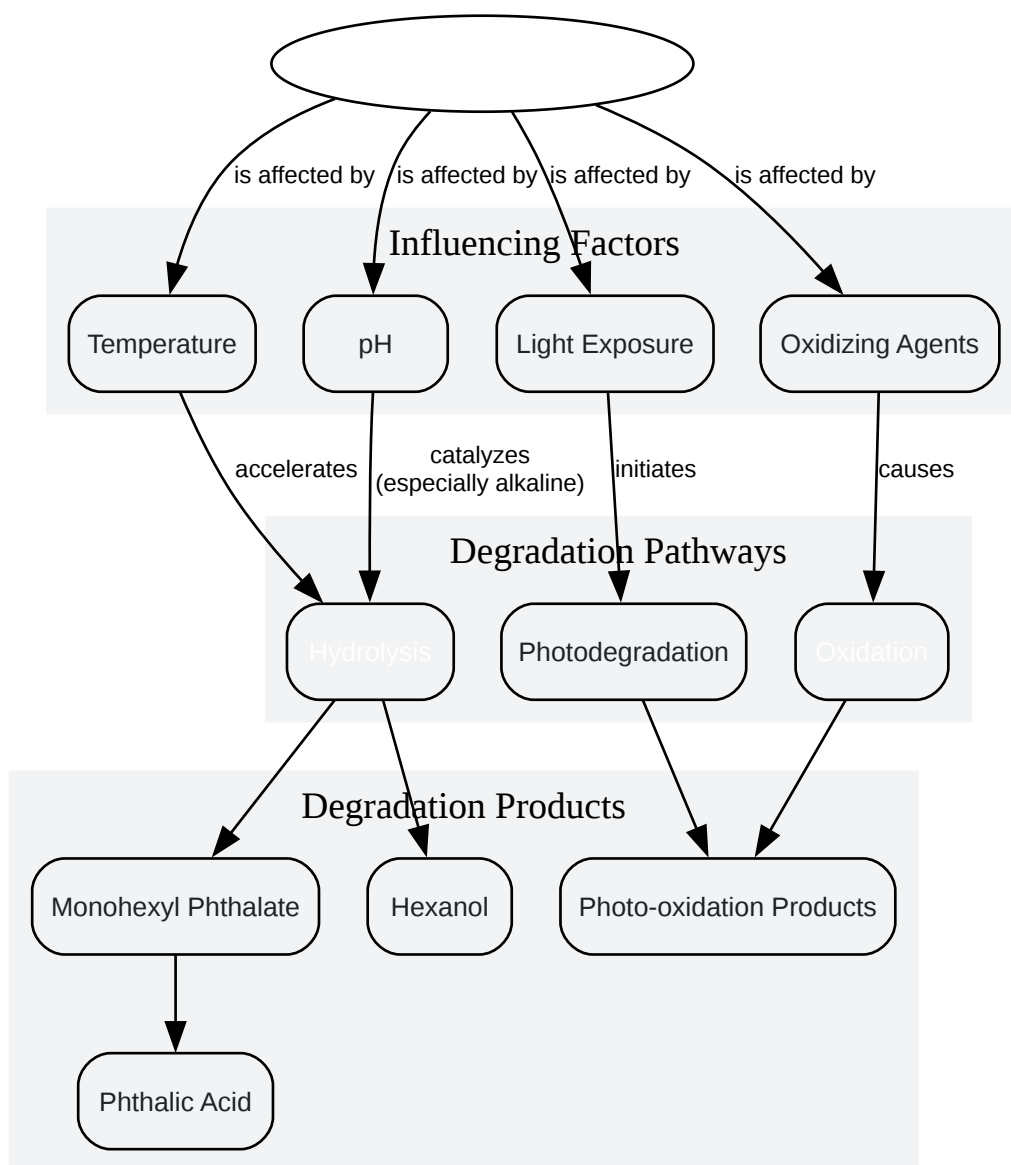 is affected by
is affected by
is affected by
is affected by
Influencing Factors
Temperature
pH
Light Exposure
Oxidizing Agents
accelerates
catalyzes
(especially alkaline)
initiates
causes
Degradation Pathways
Hydrolysis
Photodegradation
Oxidation
Degradation Products
Monohexyl Phthalate
Hexanol
Photo-oxidation Products
Phthalic Acid